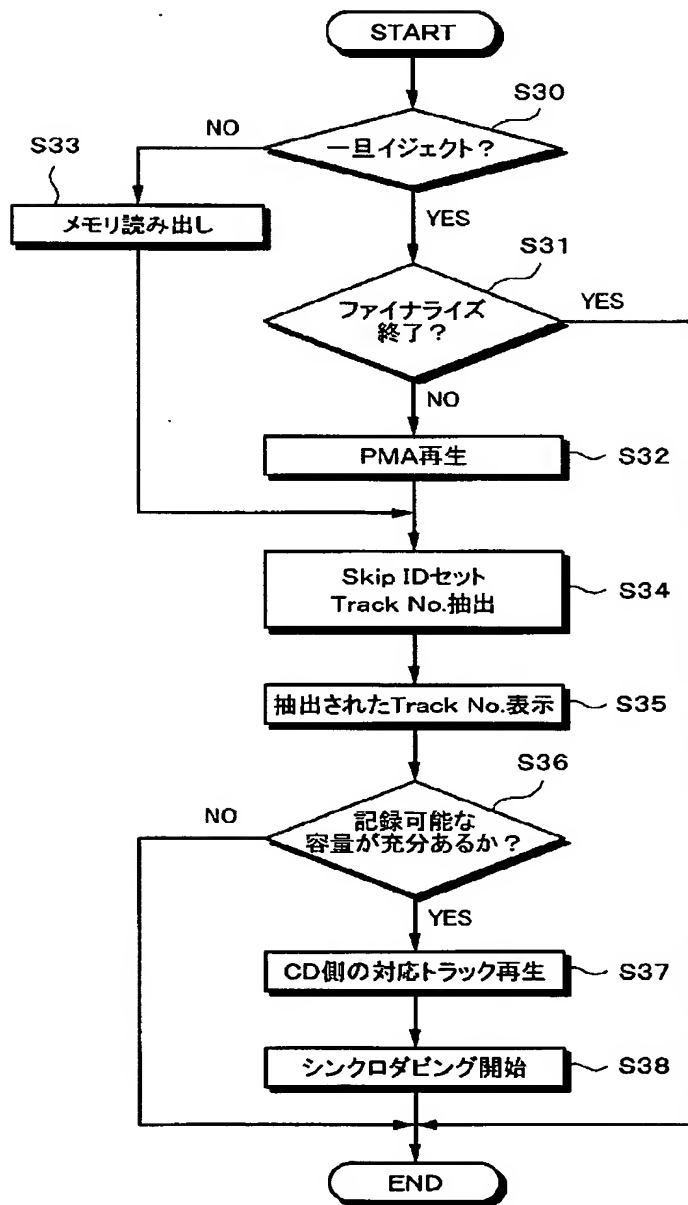 START
S30
NO
一旦イジェクト？
S33
メモリ読み出し
YES
S31
YES
ファイナライズ
終了？
NO
PMA再生
S32
Skip IDセット
Track No.抽出
S34
抽出されたTrack No.表示
S35
S36
NO
記録可能な
容量が充分あるか？
YES
CD側の対応トラック再生
S37
シンクロダビング開始
S38
END